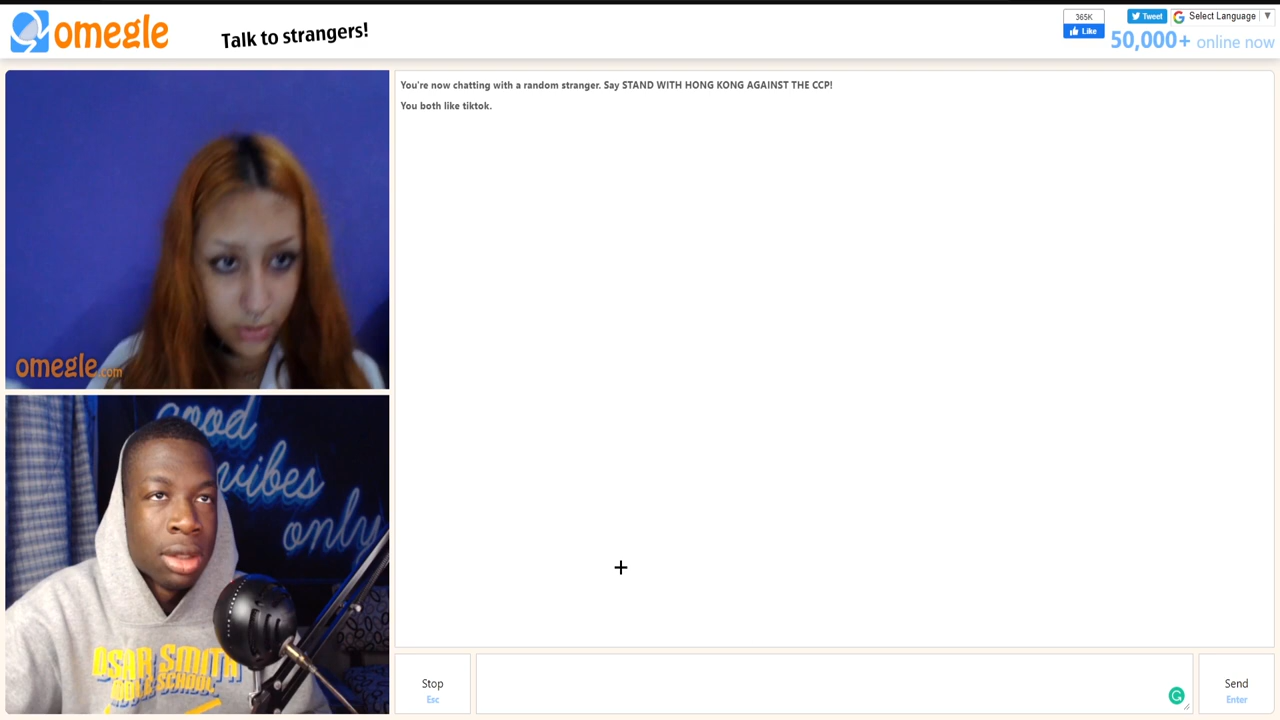 omegle
Talk to strangers!
365K
Like
Tweet
Select Language ▼
50,000+ online now
You're now chatting with a random stranger. Say STAND WITH HONG KONG AGAINST THE CCP!
You both like tiktok.
omegle.com
good
vibes
only
OSAR SMITH
SCHOOL
Stop
Esc
Send
Enter